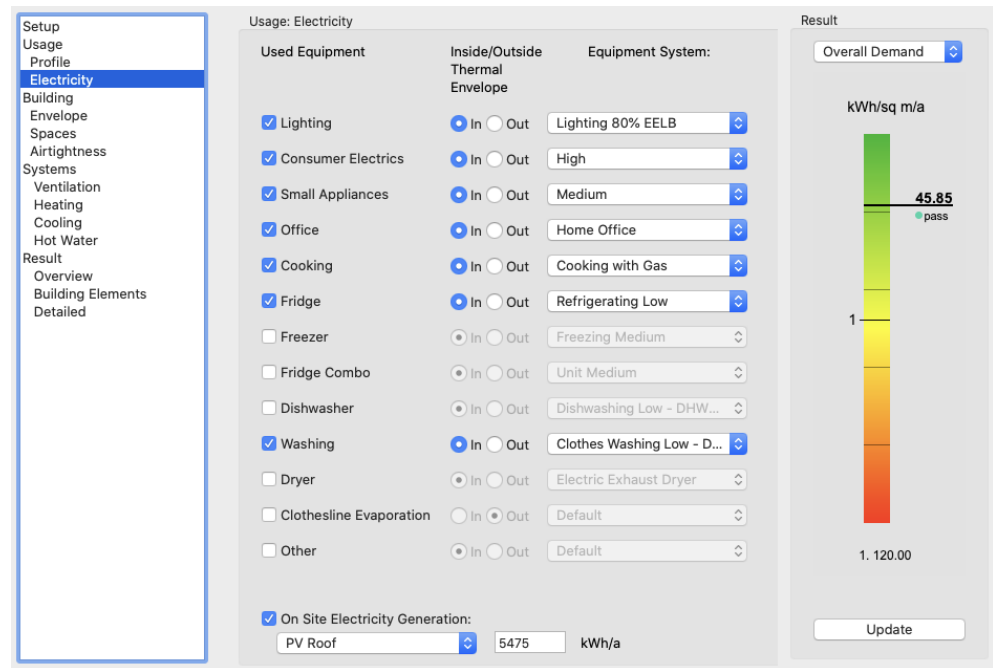 Setup
Usage
Profile
Electricity
Building
Envelope
Spaces
Airtightness
Systems
Ventilation
Heating
Cooling
Hot Water
Result
Overview
Building Elements
Detailed
Usage: Electricity
Used Equipment
Inside/Outside
Thermal
Envelope
Equipment System:
Lighting In Out Lighting 80% EELB
Consumer Electrics In Out High
Small Appliances In Out Medium
Office In Out Home Office
Cooking In Out Cooking with Gas
Fridge In Out Refrigerating Low
Freezer In Out Freezing Medium
Fridge Combo In Out Unit Medium
Dishwasher In Out Dishwashing Low - DHW...
Washing In Out Clothes Washing Low - D...
Dryer In Out Electric Exhaust Dryer
Clothesline Evaporation In Out Default
Other In Out Default
On Site Electricity Generation:
PV Roof 5475 kWh/a
Result
Overall Demand
kWh/sq m/a
45.85
pass
1
1. 120.00
Update